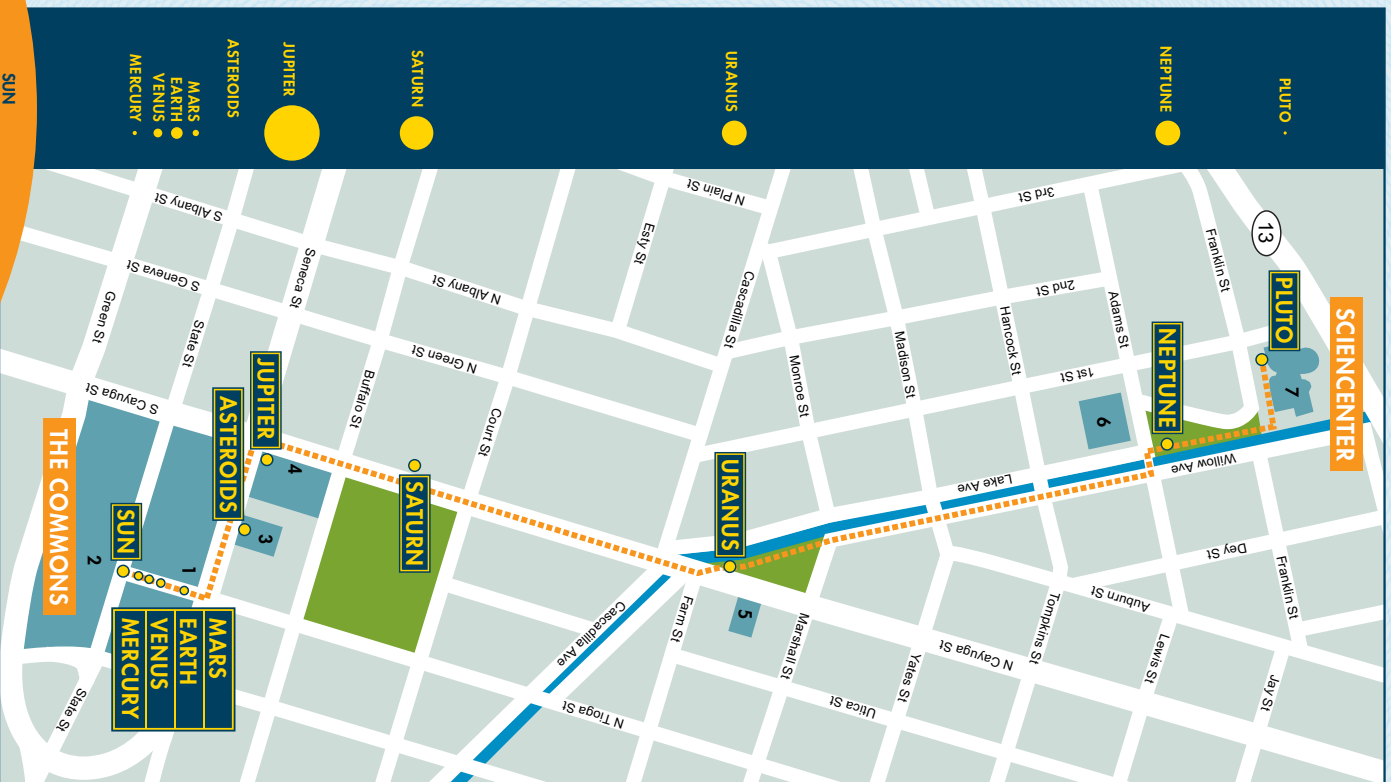 SUN
MERCURY
VENUS
EARTH
MARS
ASTEROIDS
JUPITER
SATURN
URANUS
NEPTUNE
PLUTO
S Albany St
S Geneva St
Green St
State St
Seneca St
N Albany St
Esty St
N Plain St
Cascadilla St
3rd St
2nd St
Franklin St
13
N Green St
Buffalo St
Court St
Monroe St
Madison St
Hancock St
Adams St
1st St
S Cayuga St
JUPITER
ASTEROIDS
SATURN
URANUS
NEPTUNE
PLUTO
SCIENCENTER
THE COMMONS
SUN
1
2
3
4
5
6
7
MARS
EARTH
VENUS
MERCURY
Lake Ave
Willow Ave
Dey St
Franklin St
Auburn St
Tompkins St
Lewis St
Jay St
Cascadilla Ave
Farm St
Marshall St
Yates St
N Cayuga St
Utica St
N Tioga St
State St